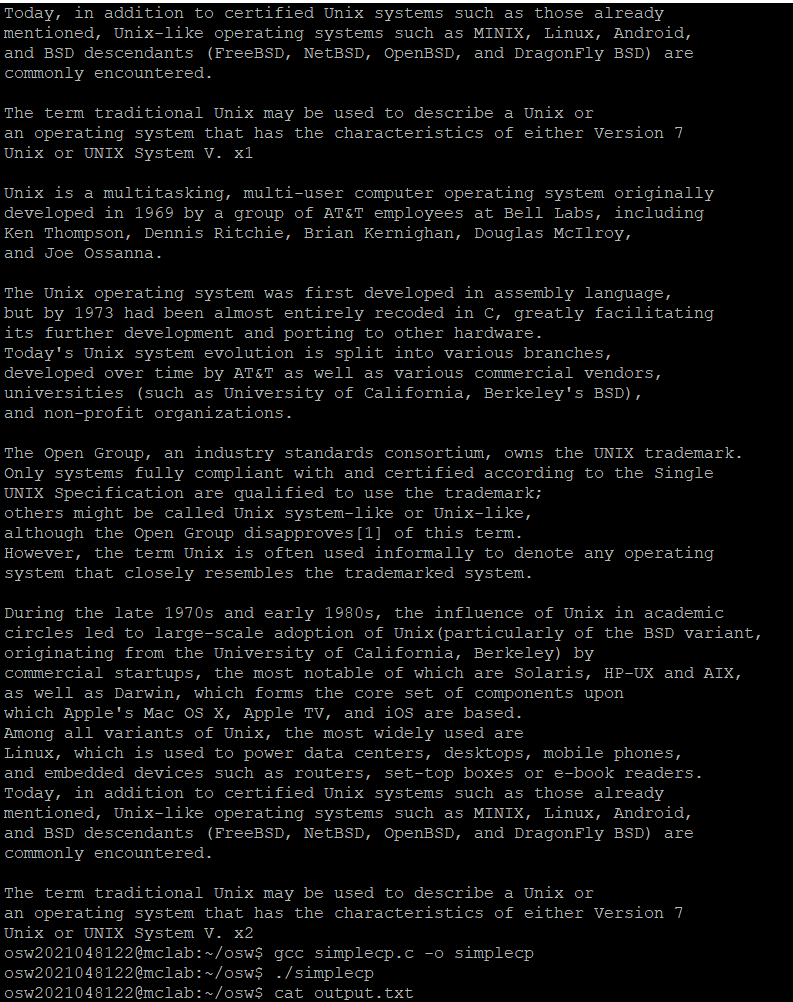 Today, in addition to certified Unix systems such as those already
mentioned, Unix-like operating systems such as MINIX, Linux, Android,
and BSD descendants (FreeBSD, NetBSD, OpenBSD, and DragonFly BSD) are
commonly encountered.
The term traditional Unix may be used to describe a Unix or
an operating system that has the characteristics of either Version 7
Unix or UNIX System V. x1
Unix is a multitasking, multi-user computer operating system originally
developed in 1969 by a group of AT&T employees at Bell Labs, including
Ken Thompson, Dennis Ritchie, Brian Kernighan, Douglas McIlroy,
and Joe Ossanna.
The Unix operating system was first developed in assembly language,
but by 1973 had been almost entirely recoded in C, greatly facilitating
its further development and porting to other hardware.
Today's Unix system evolution is split into various branches,
developed over time by AT&T as well as various commercial vendors,
universities (such as University of California, Berkeley's BSD),
and non-profit organizations.
The Open Group, an industry standards consortium, owns the UNIX trademark.
Only systems fully compliant with and certified according to the Single
UNIX Specification are qualified to use the trademark;
others might be called Unix system-like or Unix-like,
although the Open Group disapproves[1] of this term.
However, the term Unix is often used informally to denote any operating
system that closely resembles the trademarked system.
During the late 1970s and early 1980s, the influence of Unix in academic
circles led to large-scale adoption of Unix(particularly of the BSD variant,
originating from the University of California, Berkeley) by
commercial startups, the most notable of which are Solaris, HP-UX and AIX,
as well as Darwin, which forms the core set of components upon
which Apple's Mac OS X, Apple TV, and iOS are based.
Among all variants of Unix, the most widely used are
Linux, which is used to power data centers, desktops, mobile phones,
and embedded devices such as routers, set-top boxes or e-book readers.
Today, in addition to certified Unix systems such as those already
mentioned, Unix-like operating systems such as MINIX, Linux, Android,
and BSD descendants (FreeBSD, NetBSD, OpenBSD, and DragonFly BSD) are
commonly encountered.
The term traditional Unix may be used to describe a Unix or
an operating system that has the characteristics of either Version 7
Unix or UNIX System V. x2
osw2021048122@mclab:~/osw$ gcc simplecp.c -o simplecp
osw2021048122@mclab:~/osw$ ./simplecp
osw2021048122@mclab:~/osw$ cat output.txt